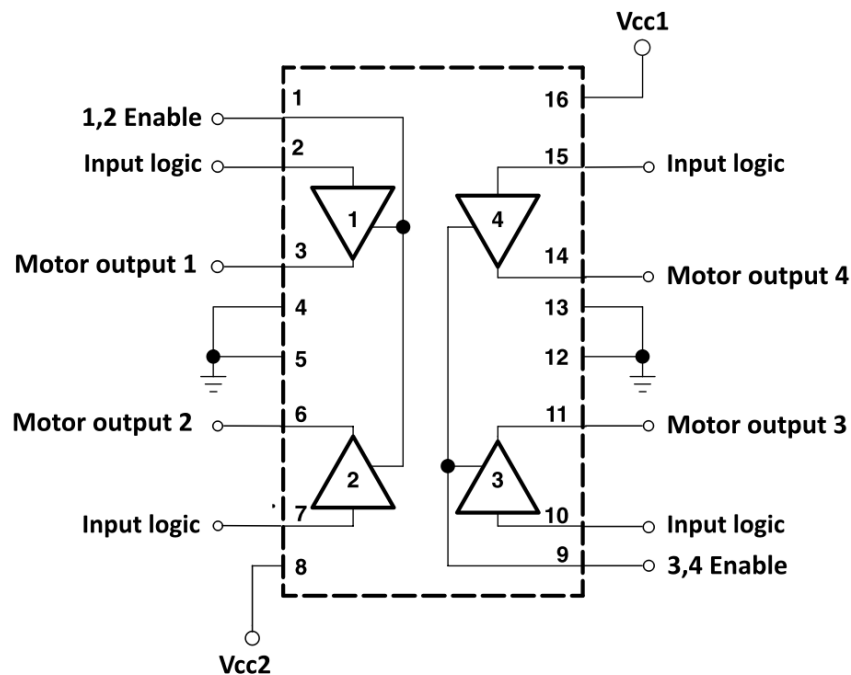 Vcc1
1
16
1,2 Enable
2
15
Input logic
Input logic
1
4
3
14
Motor output 1
Motor output 4
4
13
5
12
6
11
Motor output 2
Motor output 3
2
3
7
10
Input logic
Input logic
8
9
3,4 Enable
Vcc2